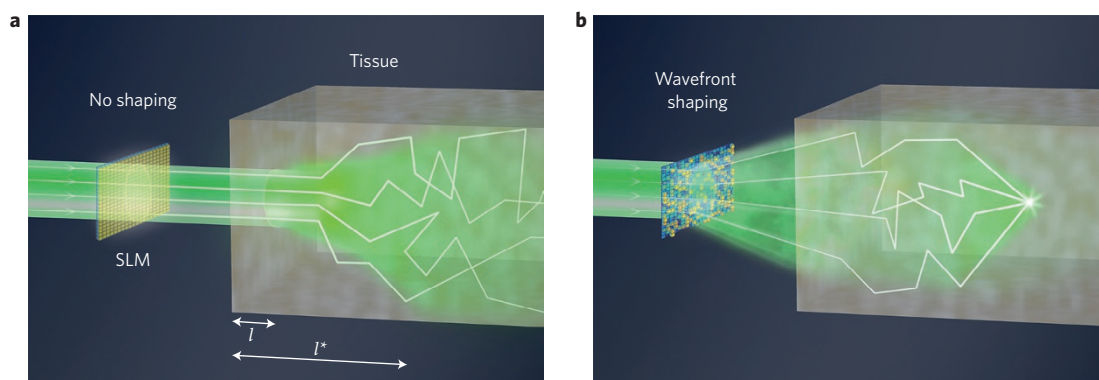 a
No shaping
Tissue
SLM
l
l*
b
Wavefront
shaping